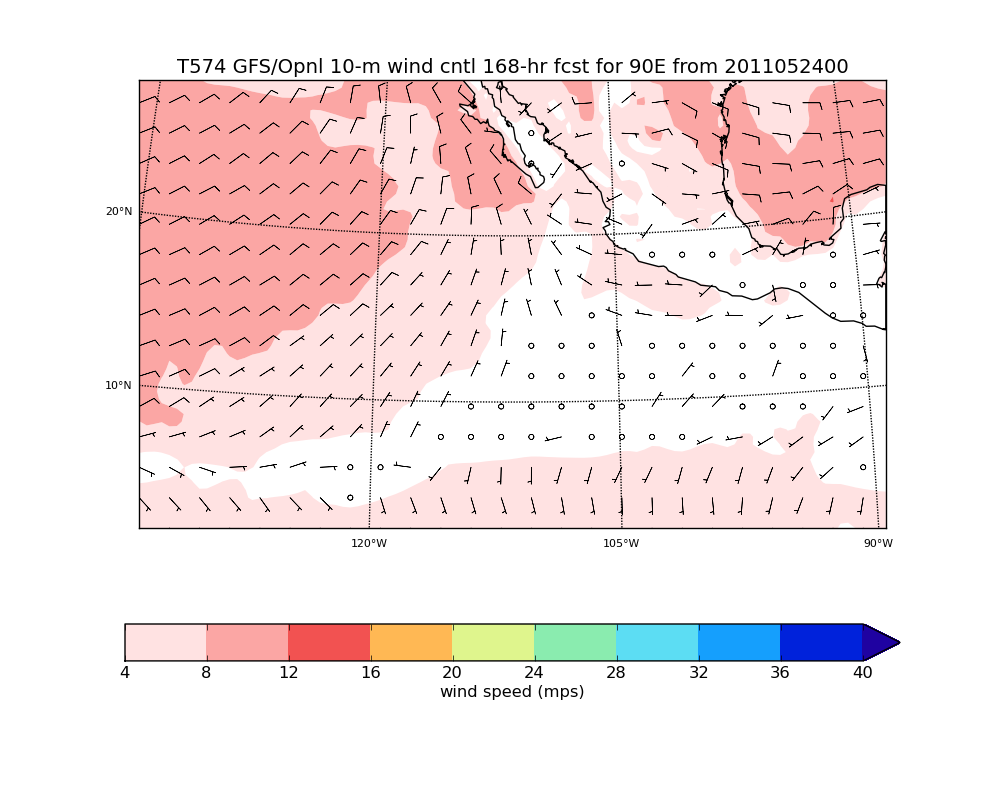 T574 GFS/Opnl 10-m wind cntl 168-hr fcst for 90E from 2011052400
20°N
10°N
120°W 105°W 90°W
4 8 12 16 20 24 28 32 36 40
wind speed (mps)